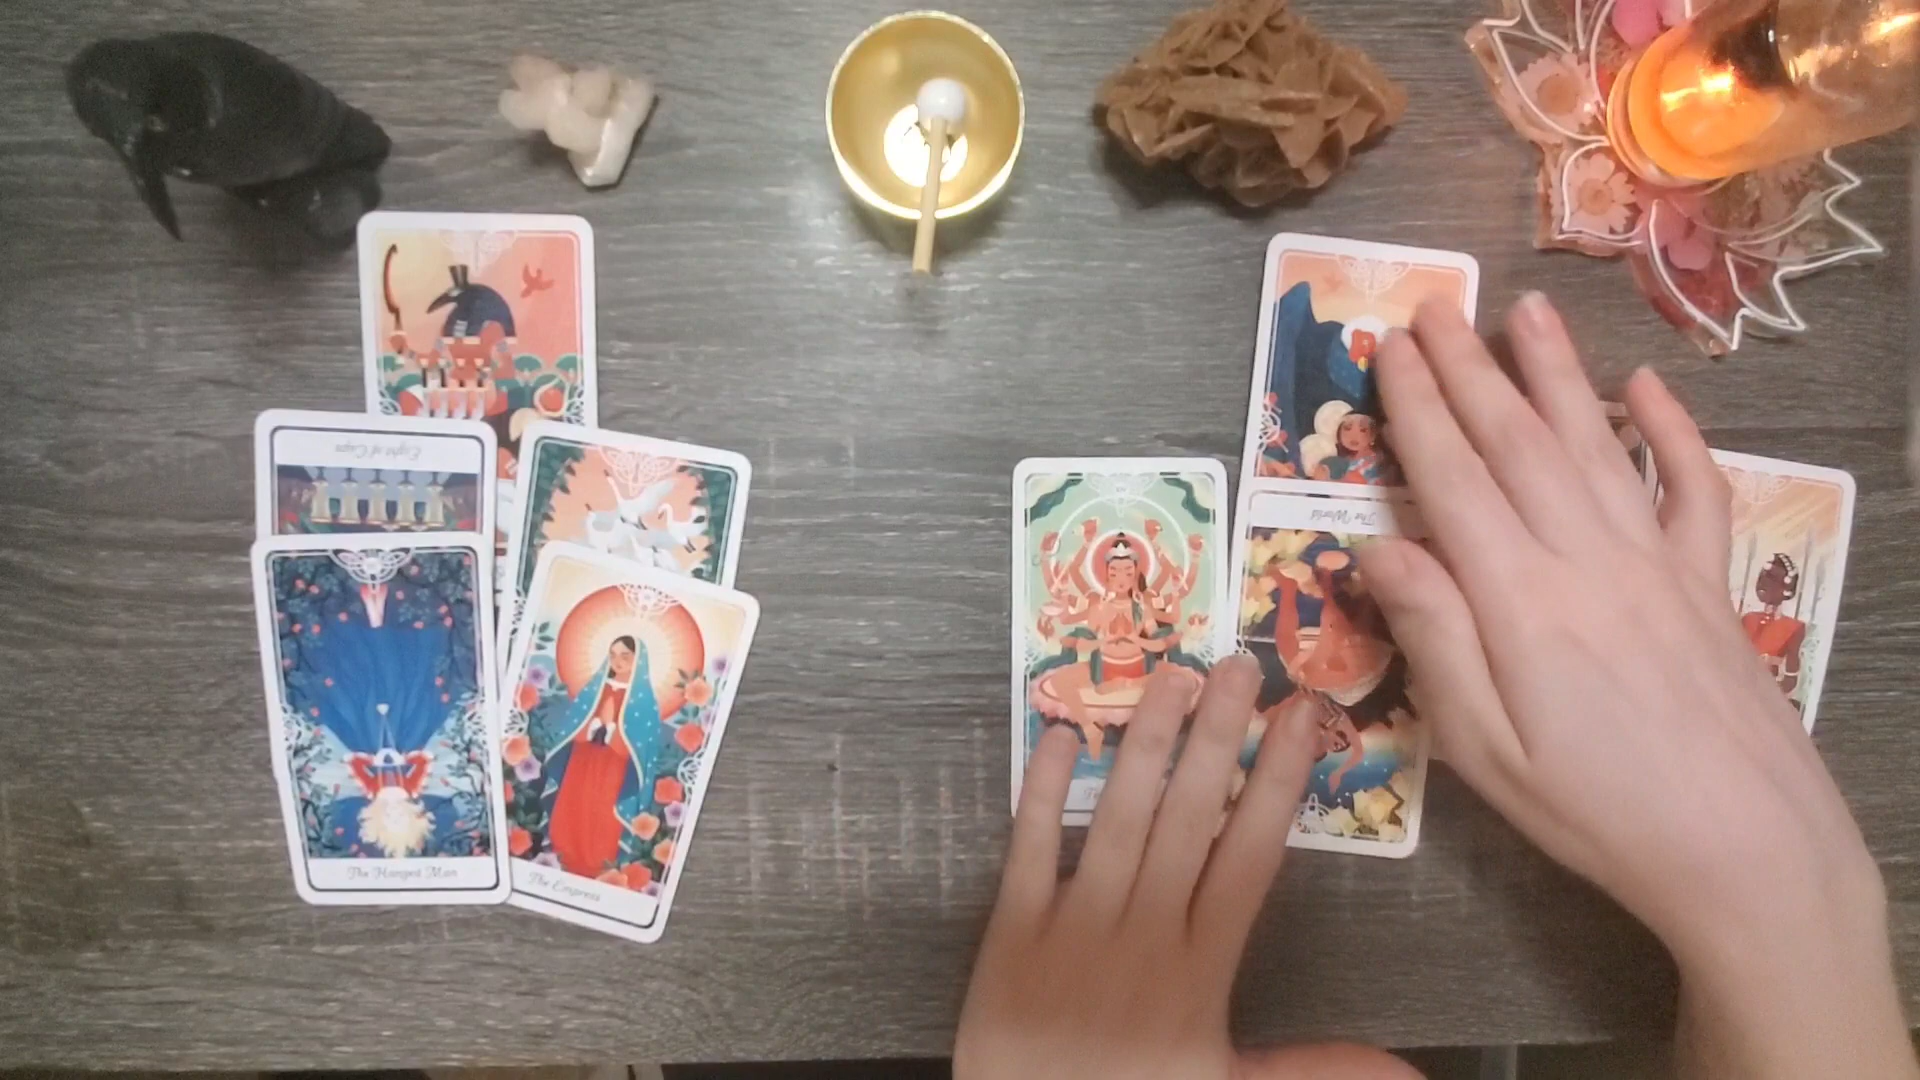 Eight of Cups
The World
The Hanged Man
The Empress